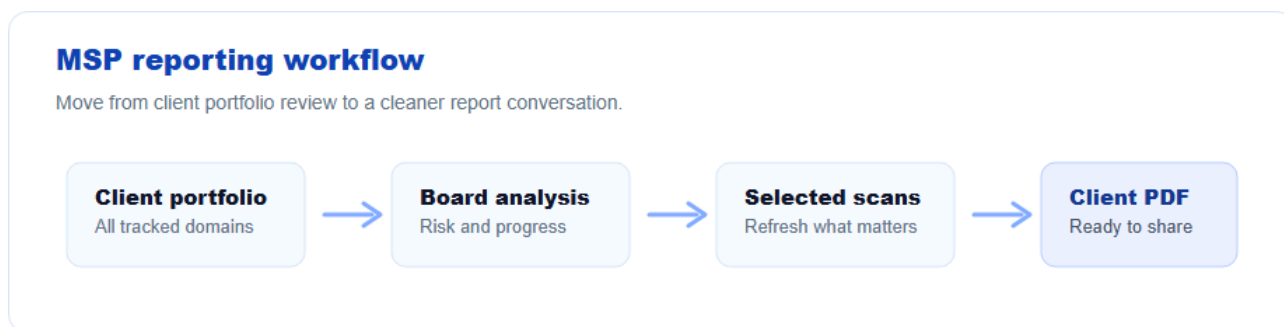 MSP reporting workflow
Move from client portfolio review to a cleaner report conversation.
Client portfolio
All tracked domains
Board analysis
Risk and progress
Selected scans
Refresh what matters
Client PDF
Ready to share